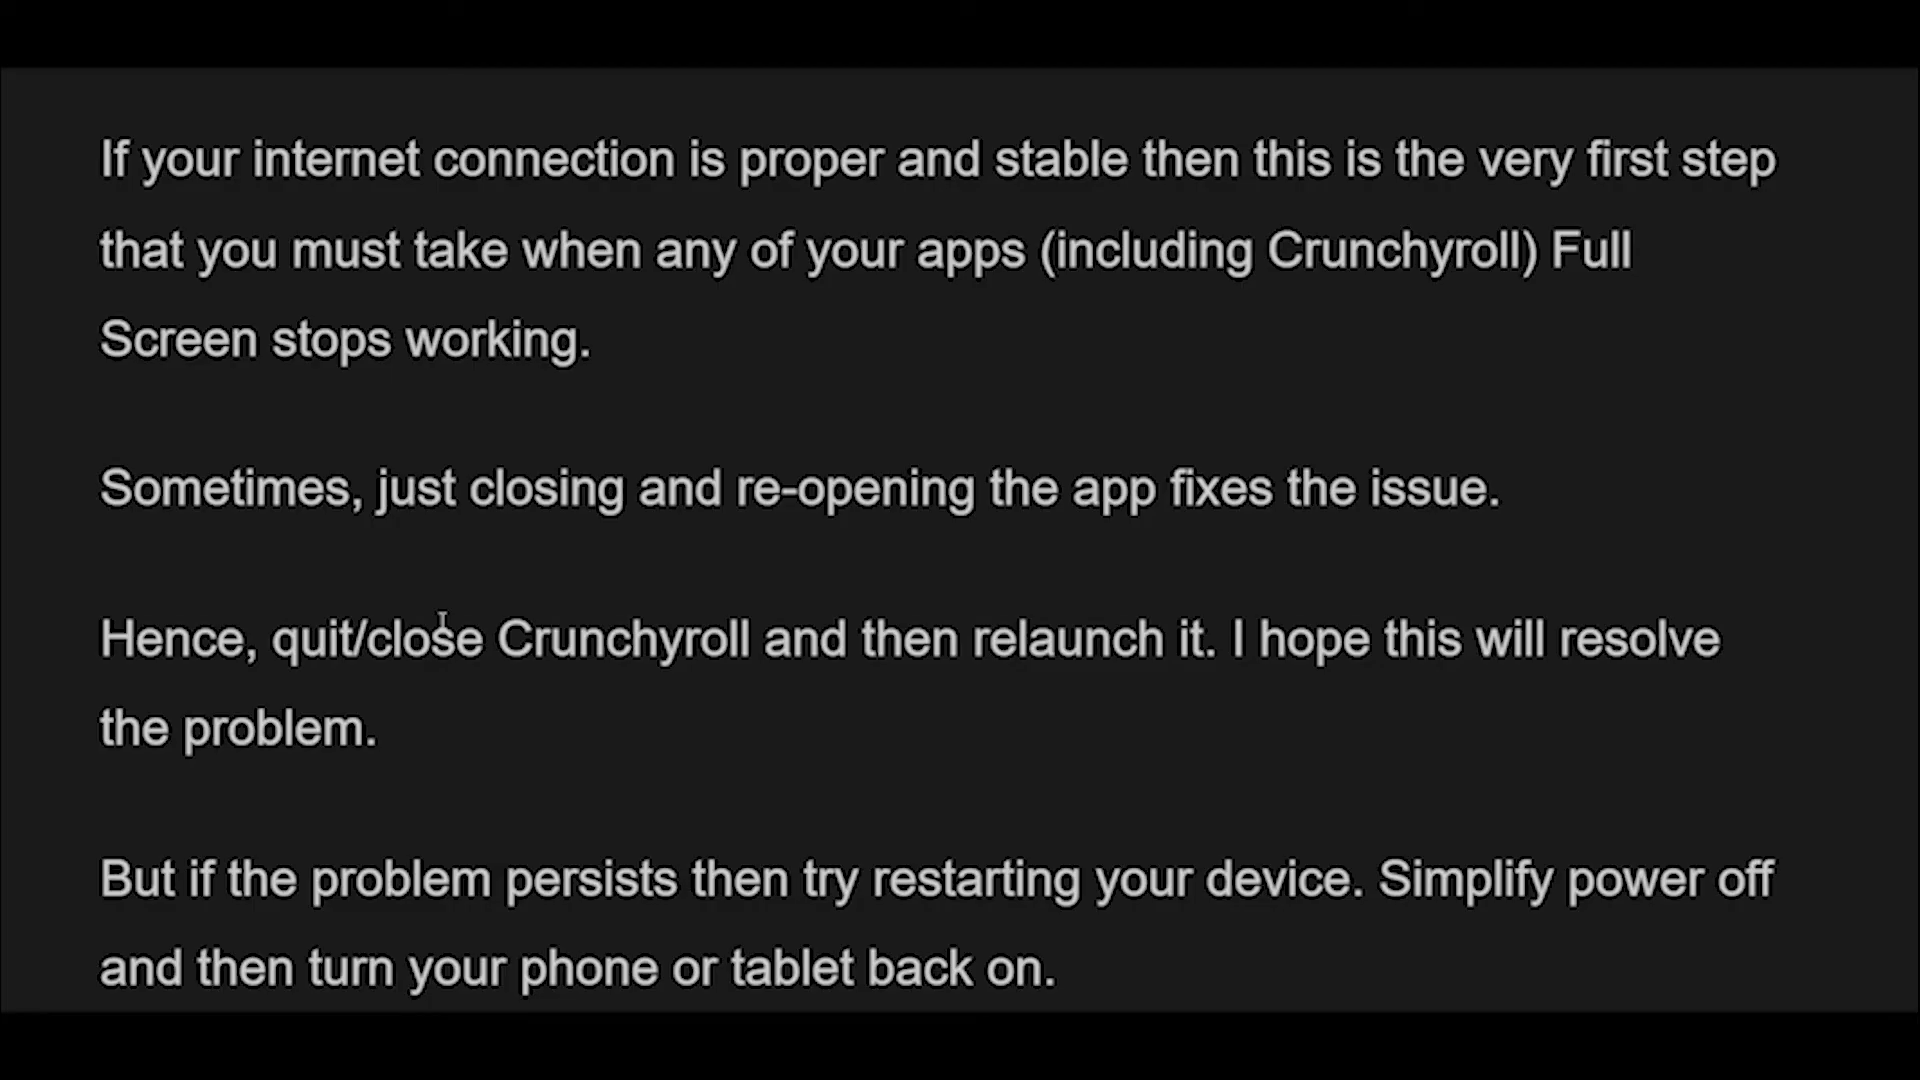 If your internet connection is proper and stable then this is the very first step
that you must take when any of your apps (including Crunchyroll) Full
Screen stops working.
Sometimes, just closing and re-opening the app fixes the issue.
Hence, quit/close Crunchyroll and then relaunch it. I hope this will resolve
the problem.
But if the problem persists then try restarting your device. Simplify power off
and then turn your phone or tablet back on.